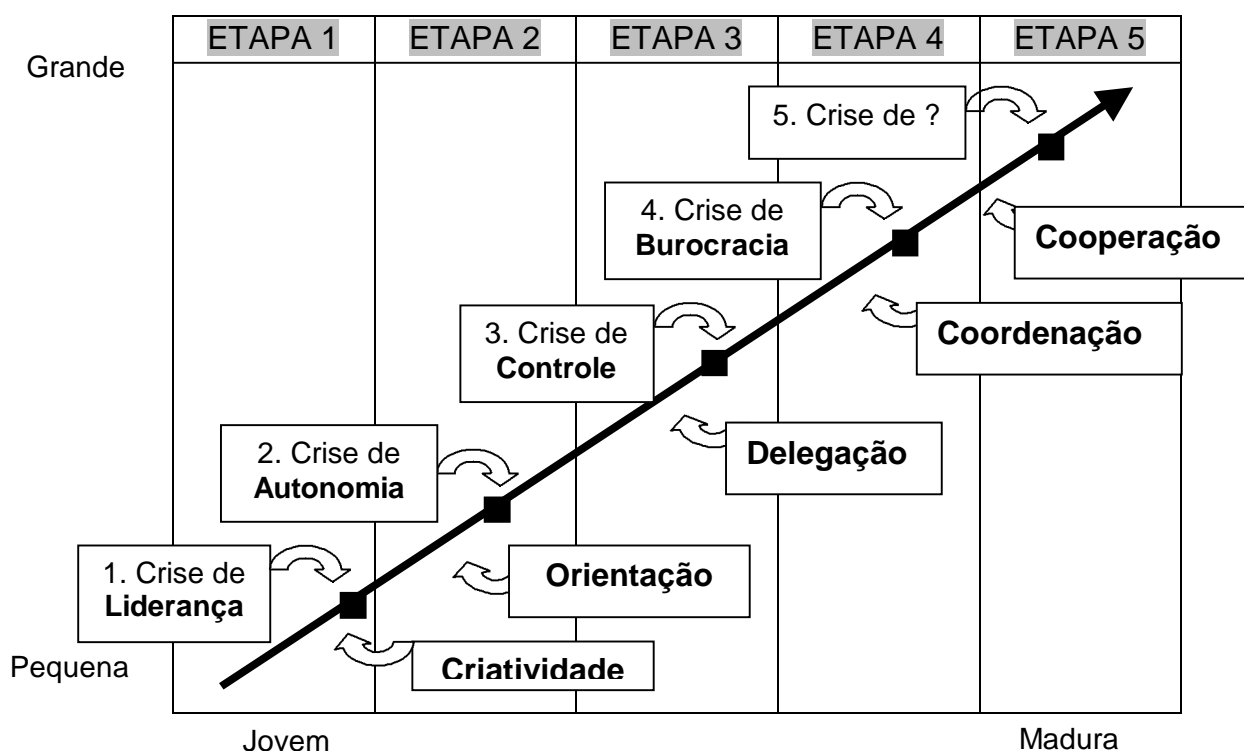 ETAPA 1
ETAPA 2
ETAPA 3
ETAPA 4
ETAPA 5
Grande
5. Crise de ?
4. Crise de
Burocracia
Cooperação
3. Crise de
Controle
Coordenação
2. Crise de
Autonomia
Delegação
1. Crise de
Liderança
Orientação
Criatividade
Pequena
Jovem
Madura